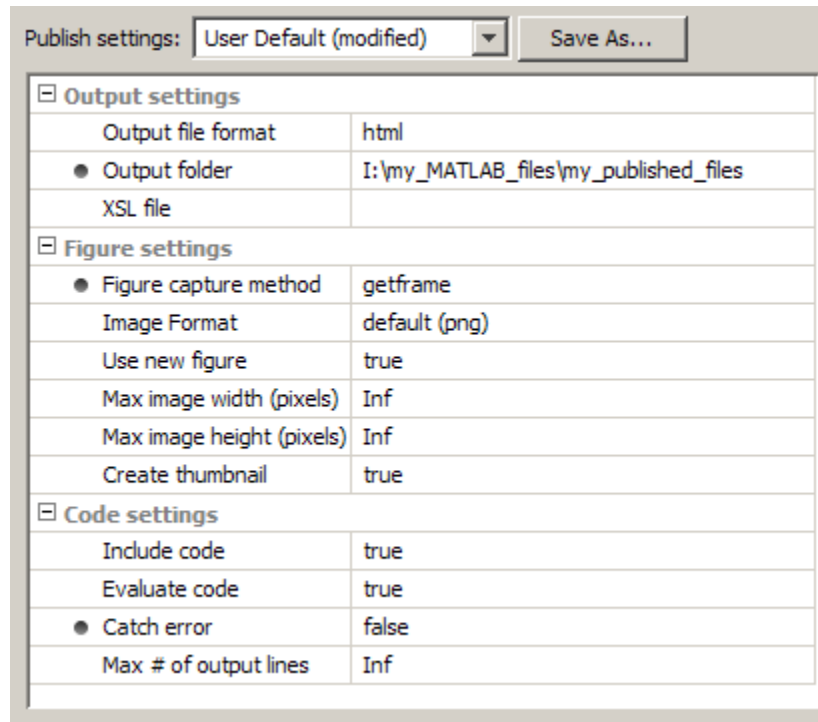 Publish settings: User Default (modified) Save As...
Output settings
Output file format html
Output folder I:\my_MATLAB_files\my_published_files
XSL file
Figure settings
Figure capture method getframe
Image Format default (png)
Use new figure true
Max image width (pixels) Inf
Max image height (pixels) Inf
Create thumbnail true
Code settings
Include code true
Evaluate code true
Catch error false
Max # of output lines Inf